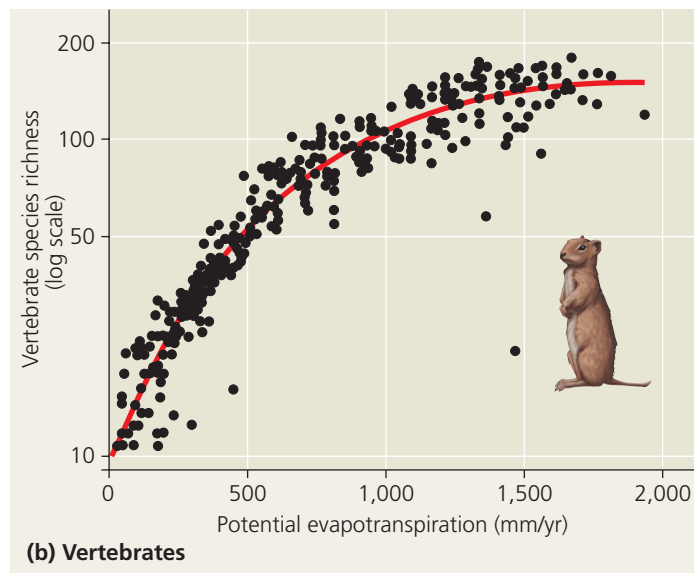 200
100
50
10
Vertebrate species richness
(log scale)
0
500
1,000
1,500
2,000
Potential evapotranspiration (mm/yr)
(b) Vertebrates